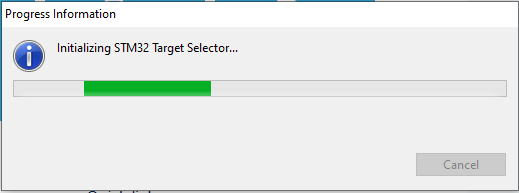 Progress Information
Initializing STM32 Target Selector...
Cancel